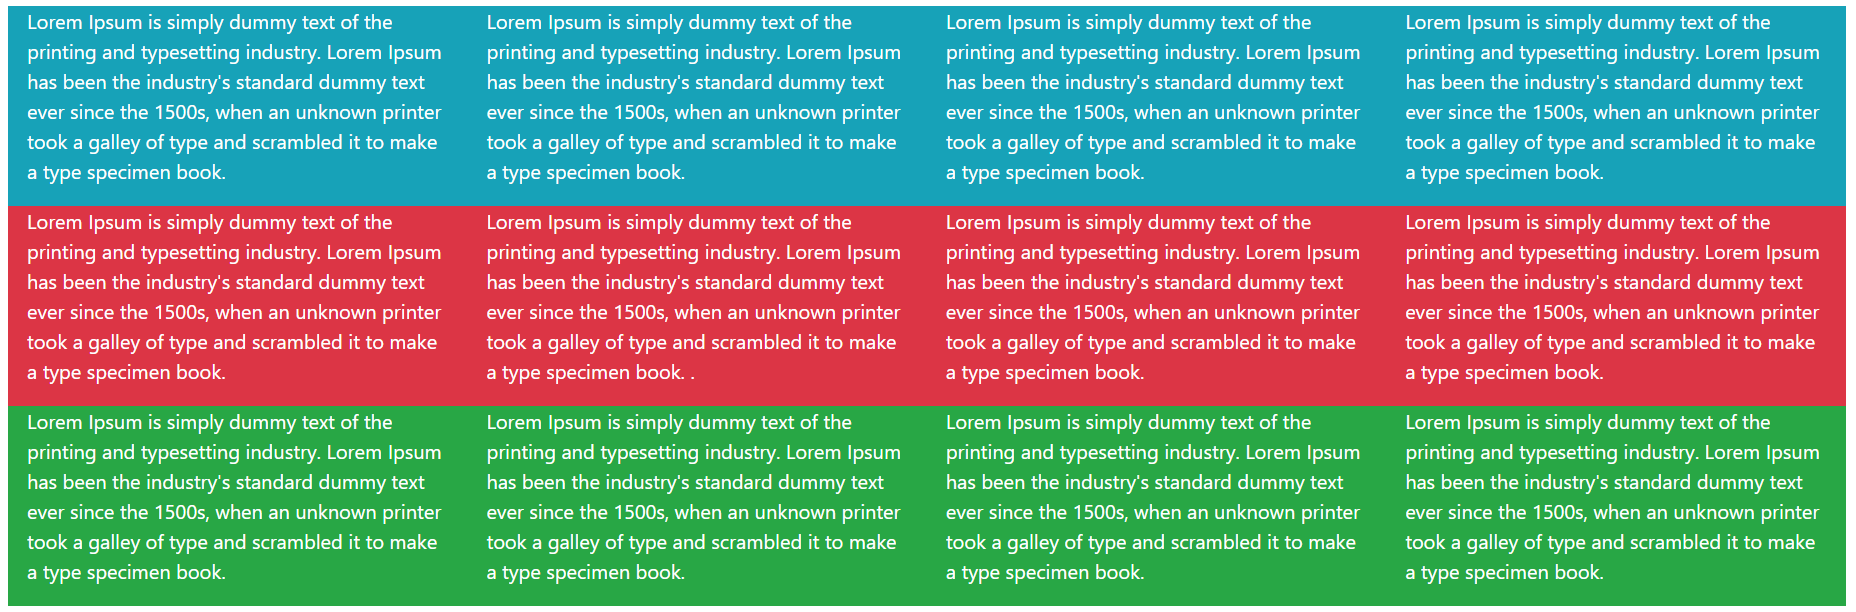 Lorem Ipsum is simply dummy text of the
printing and typesetting industry. Lorem Ipsum
has been the industry's standard dummy text
ever since the 1500s, when an unknown printer
took a galley of type and scrambled it to make
a type specimen book.
Lorem Ipsum is simply dummy text of the
printing and typesetting industry. Lorem Ipsum
has been the industry's standard dummy text
ever since the 1500s, when an unknown printer
took a galley of type and scrambled it to make
a type specimen book.
Lorem Ipsum is simply dummy text of the
printing and typesetting industry. Lorem Ipsum
has been the industry's standard dummy text
ever since the 1500s, when an unknown printer
took a galley of type and scrambled it to make
a type specimen book.
Lorem Ipsum is simply dummy text of the
printing and typesetting industry. Lorem Ipsum
has been the industry's standard dummy text
ever since the 1500s, when an unknown printer
took a galley of type and scrambled it to make
a type specimen book.
Lorem Ipsum is simply dummy text of the
printing and typesetting industry. Lorem Ipsum
has been the industry's standard dummy text
ever since the 1500s, when an unknown printer
took a galley of type and scrambled it to make
a type specimen book.
Lorem Ipsum is simply dummy text of the
printing and typesetting industry. Lorem Ipsum
has been the industry's standard dummy text
ever since the 1500s, when an unknown printer
took a galley of type and scrambled it to make
a type specimen book. .
Lorem Ipsum is simply dummy text of the
printing and typesetting industry. Lorem Ipsum
has been the industry's standard dummy text
ever since the 1500s, when an unknown printer
took a galley of type and scrambled it to make
a type specimen book.
Lorem Ipsum is simply dummy text of the
printing and typesetting industry. Lorem Ipsum
has been the industry's standard dummy text
ever since the 1500s, when an unknown printer
took a galley of type and scrambled it to make
a type specimen book.
Lorem Ipsum is simply dummy text of the
printing and typesetting industry. Lorem Ipsum
has been the industry's standard dummy text
ever since the 1500s, when an unknown printer
took a galley of type and scrambled it to make
a type specimen book.
Lorem Ipsum is simply dummy text of the
printing and typesetting industry. Lorem Ipsum
has been the industry's standard dummy text
ever since the 1500s, when an unknown printer
took a galley of type and scrambled it to make
a type specimen book.
Lorem Ipsum is simply dummy text of the
printing and typesetting industry. Lorem Ipsum
has been the industry's standard dummy text
ever since the 1500s, when an unknown printer
took a galley of type and scrambled it to make
a type specimen book.
Lorem Ipsum is simply dummy text of the
printing and typesetting industry. Lorem Ipsum
has been the industry's standard dummy text
ever since the 1500s, when an unknown printer
took a galley of type and scrambled it to make
a type specimen book.